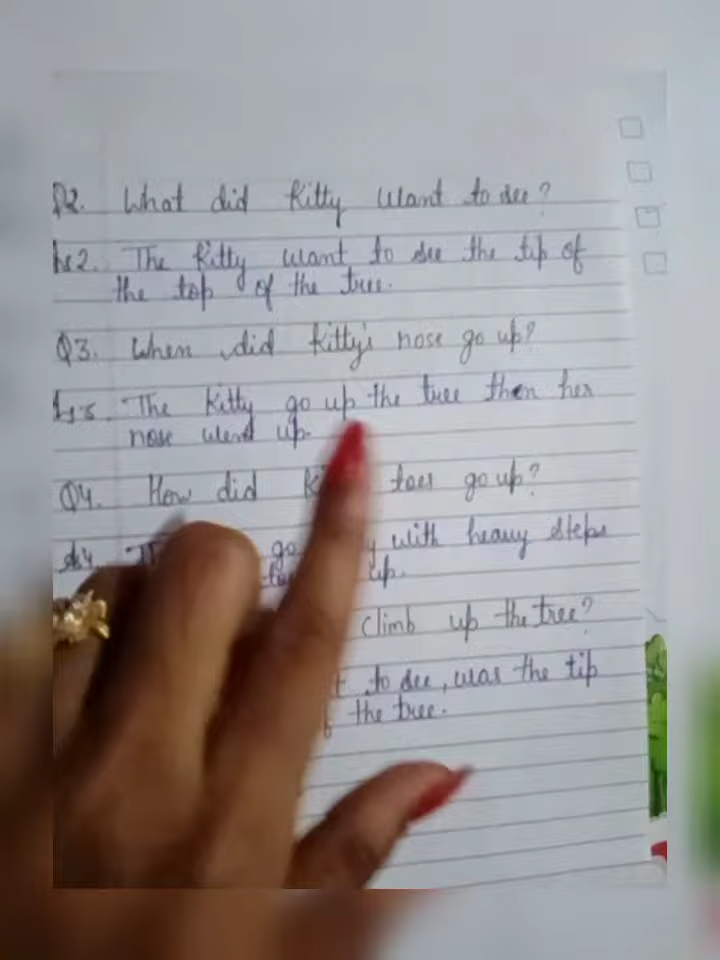 Q2. What did Kitty want to see?
The Kitty want to see the tip of
the top of the tree.
Q3. When did Kitty's nose go up?
The Kitty go up the tree then her
nose went up.
Q4. How did toes go up?
with heavy steps
up.
climb up the tree?
to see, was the tip
the tree.